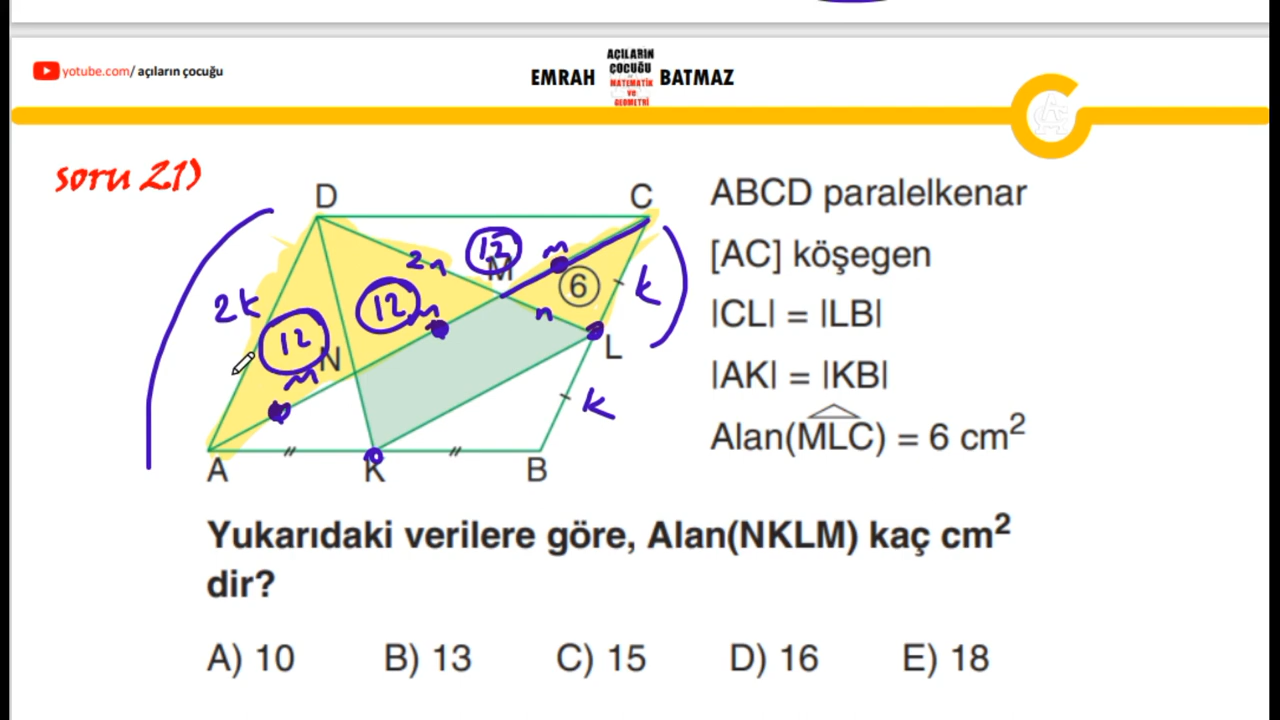 yotube.com/ açıların çocuğu
EMRAH
AÇILARIN
ÇOCUĞU
MATEMATİK
ve
GEOMETRİ
BATMAZ
soru 21)
D
C
2n
12
M
m
6
k
2k
12
m
n
12
N
L
m
k
A
K
B
ABCD paralelkenar
[AC] köşegen
|CL| = |LB|
|AK| = |KB|
Alan(MLC) = 6 cm²
Yukarıdaki verilere göre, Alan(NKLM) kaç cm²
dir?
A) 10 B) 13 C) 15 D) 16 E) 18